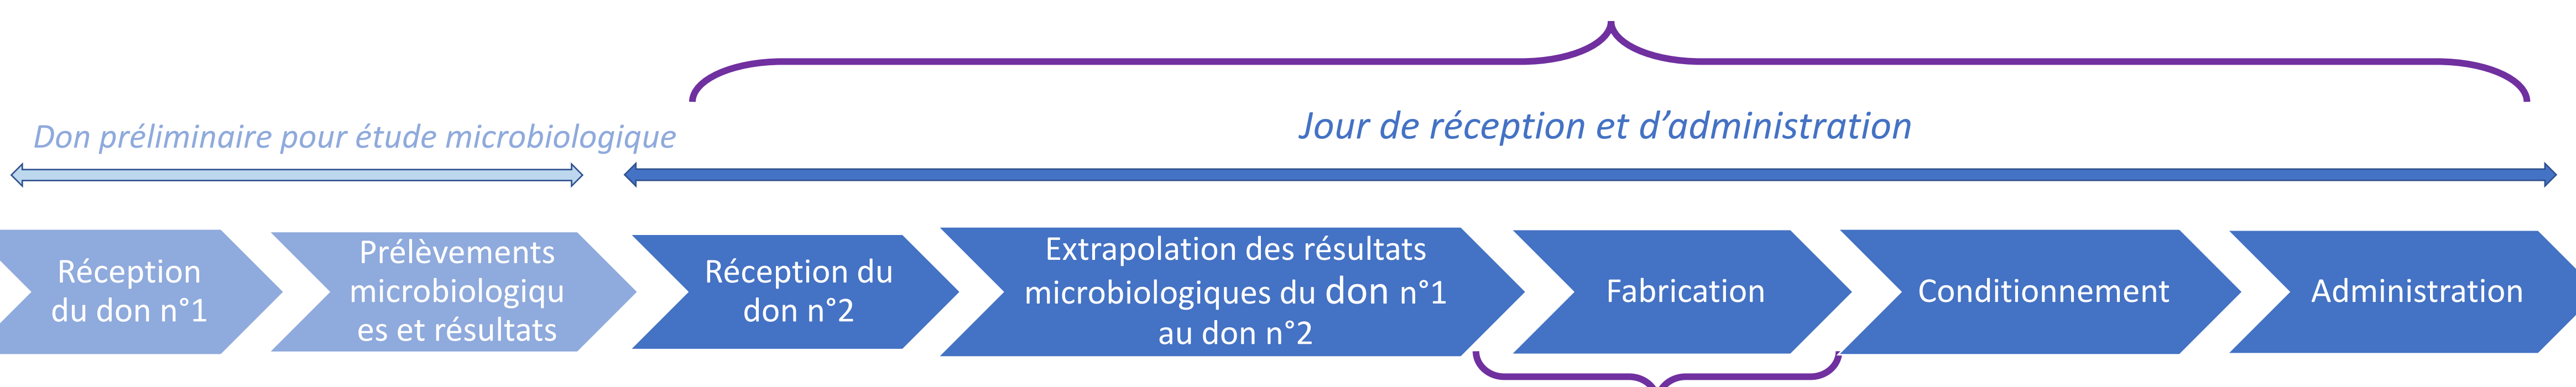 Don préliminaire pour étude microbiologique
Jour de réception et d’administration
Réception
du don n°1
Prélèvements
microbiologiqu
es et résultats
Réception du
don n°2
Extrapolation des résultats
microbiologiques du don n°1
au don n°2
Fabrication
Conditionnement
Administration